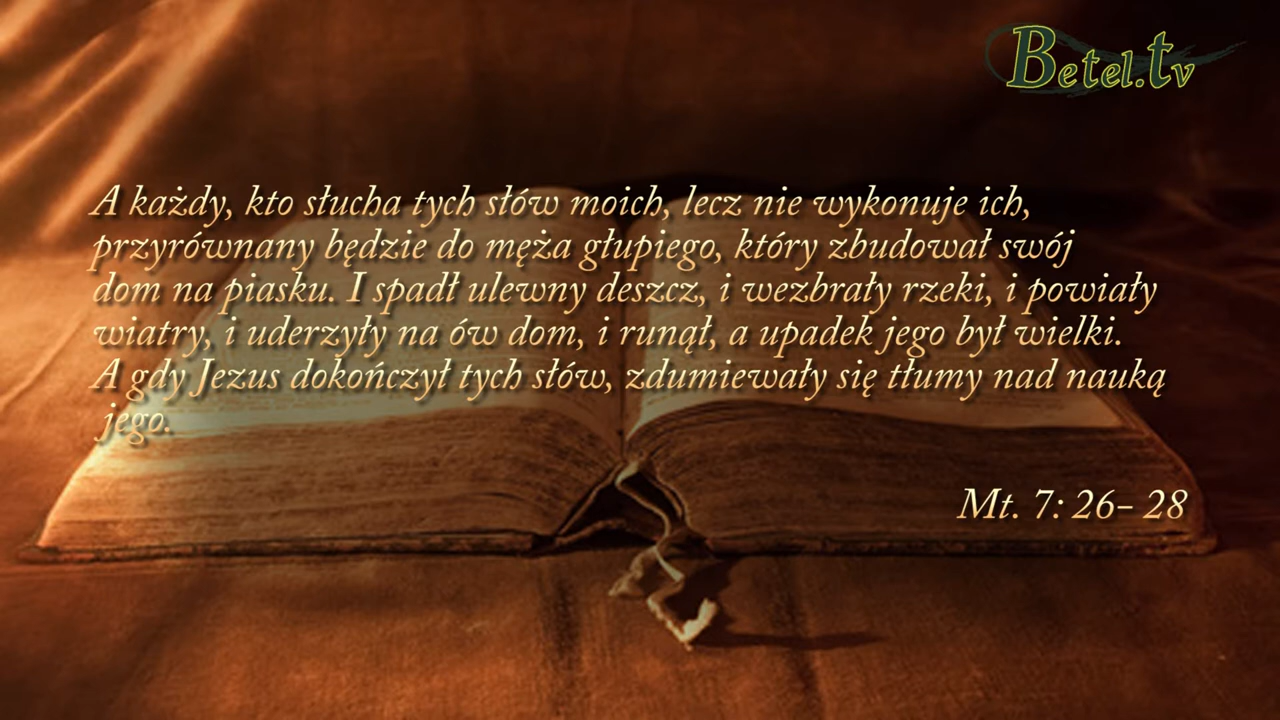 Betel.tv
A każdy, kto słucha tych słów moich, lecz nie wykonuje ich,
przyrównany będzie do męża głupiego, który zbudował swój
dom na piasku. I spadł ulewny deszcz, i wezbrały rzeki, i powiały
wiatry, i uderzyły na ów dom, i runął, a upadek jego był wielki.
A gdy Jezus dokończył tych słów, zdumiewały się tłumy nad nauką
jego.
Mt. 7: 26– 28